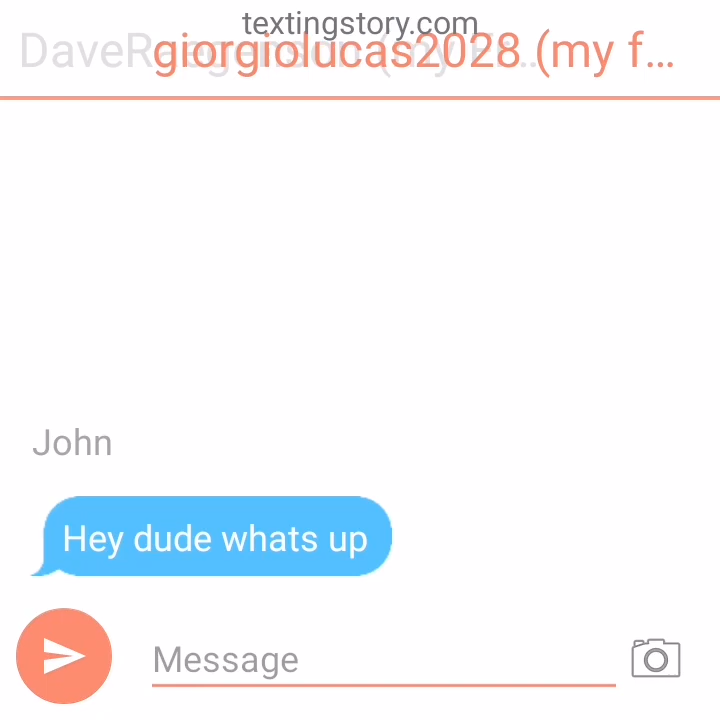 textingstory.com
giorgiolucas2028 (my f...
John
Hey dude whats up
Message